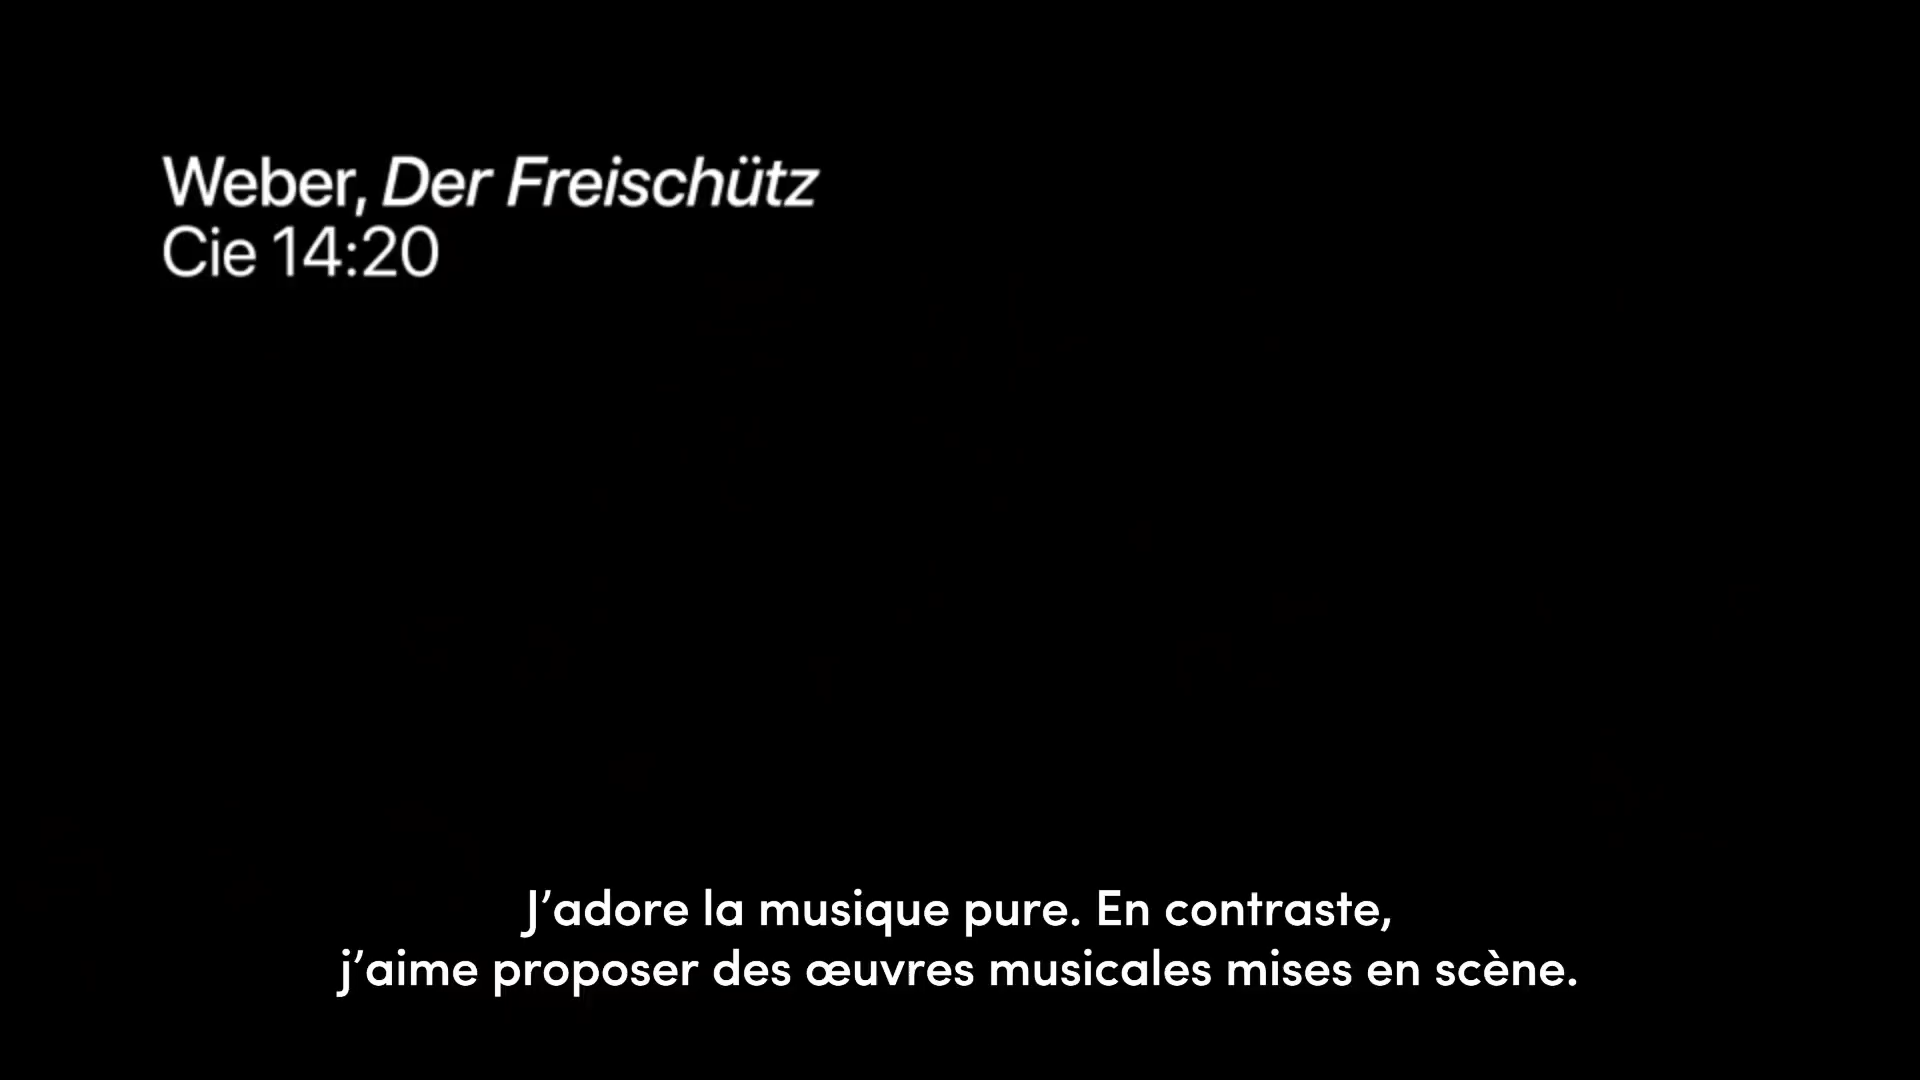 Weber, Der Freischütz
Cie 14:20
J’adore la musique pure. En contraste,
j’aime proposer des œuvres musicales mises en scène.